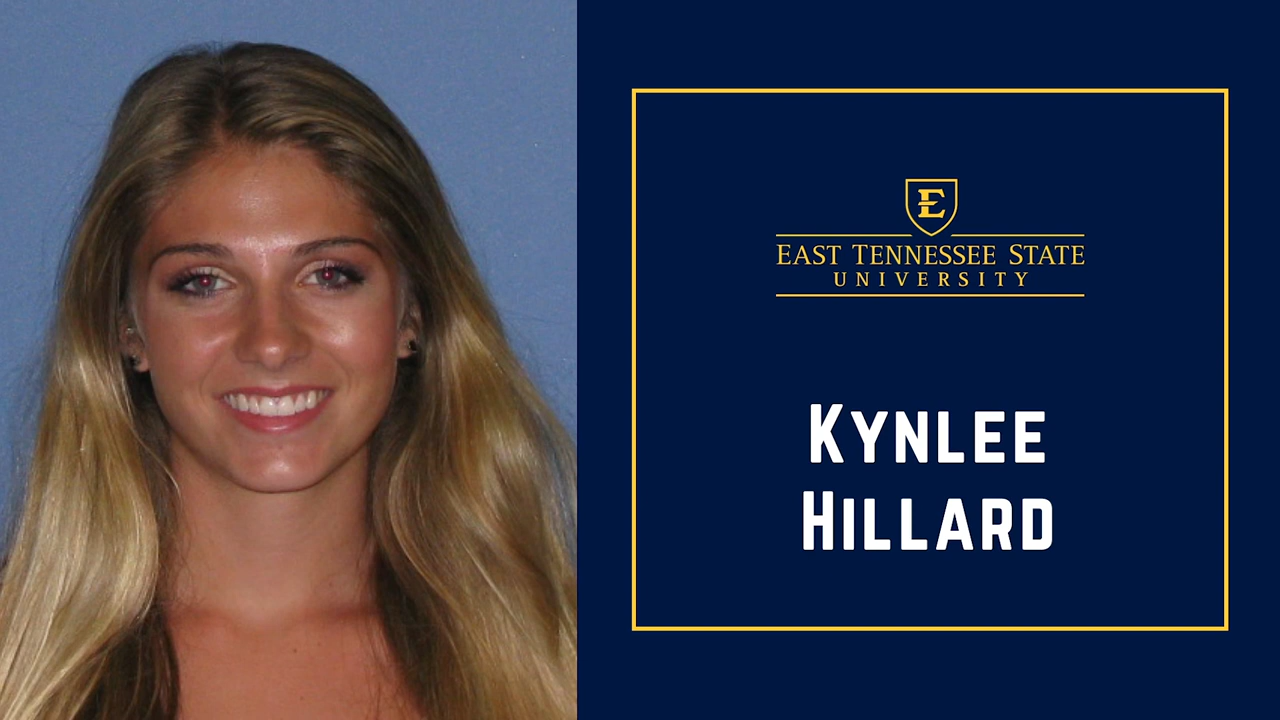 E
EAST TENNESSEE STATE
UNIVERSITY
KYNLEE
HILLARD